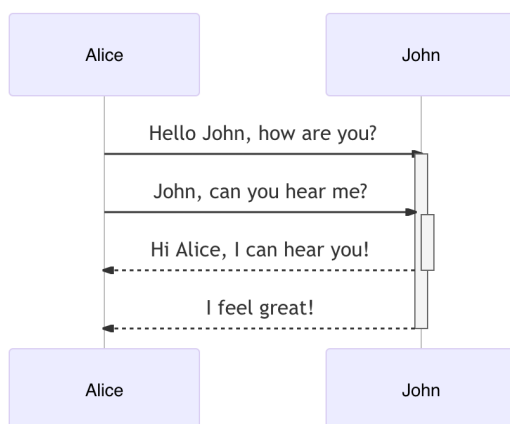 Alice
John
Hello John, how are you?
John, can you hear me?
Hi Alice, I can hear you!
I feel great!
Alice
John